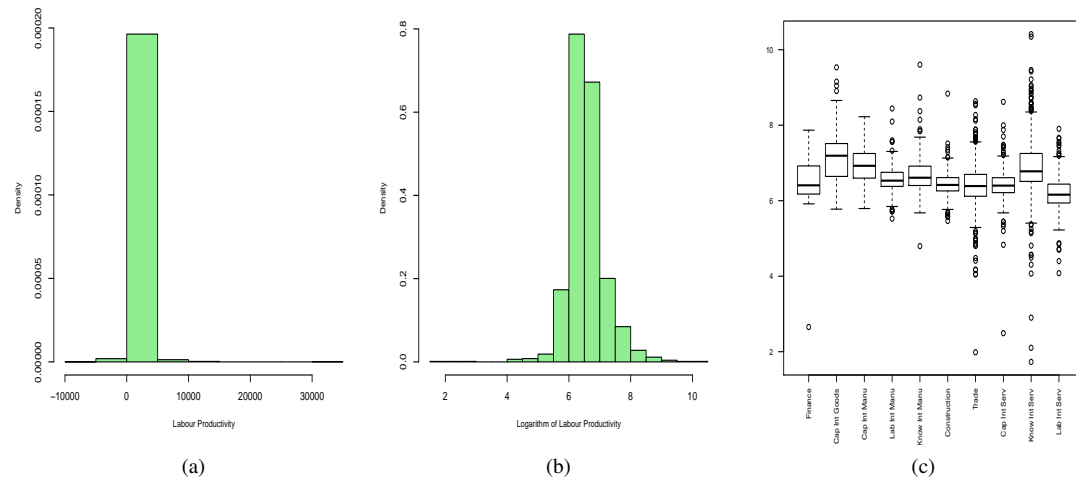 0.00020
0.00015
0.00010
0.00005
0.00000
Density
−10000 0 10000 20000 30000
Labour Productivity
(a)
0.8
0.6
0.4
0.2
0.0
Density
2 4 6 8 10
Logarithm of Labour Productivity
(b)
10
8
6
4
2
Finance
Cap Int Goods
Cap Int Manu
Lab Int Manu
Know Int Manu
Construction
Trade
Cap Int Serv
Know Int Serv
Lab Int Serv
(c)